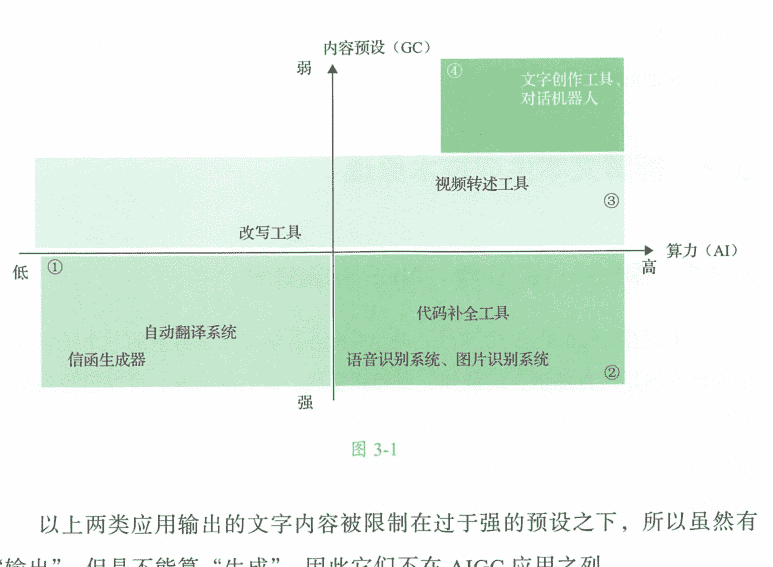 内容预设（GC）
弱
④
文字创作工具、
对话机器人
视频转述工具
③
改写工具
算力（AI）
低
高
①
代码补全工具
自动翻译系统
信函生成器
语音识别系统、图片识别系统
②
强
图 3-1
以上两类应用输出的文字内容被限制在过于强的预设之下，所以虽然有
“输出”，但是不能算“生成”，因此它们不在 AIGC 应用之列